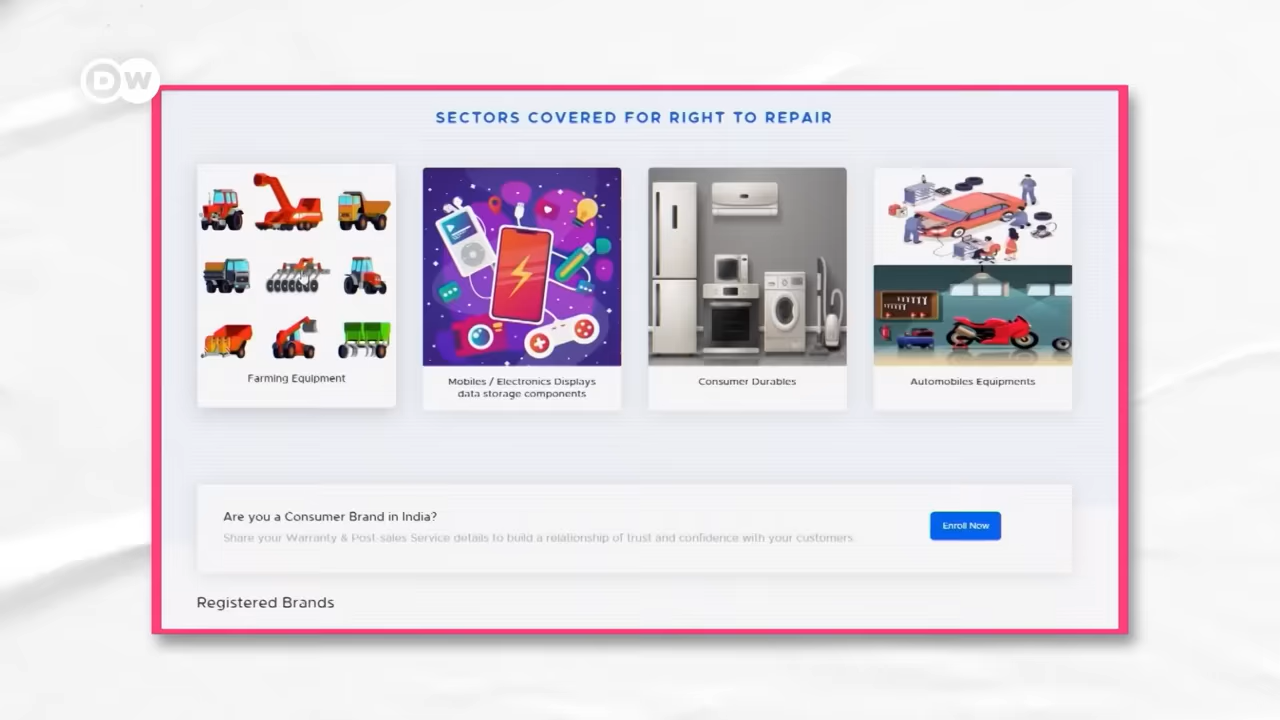 DW
SECTORS COVERED FOR RIGHT TO REPAIR
Farming Equipment
Mobiles / Electronics Displays
data storage components
Consumer Durables
Automobiles Equipments
Are you a Consumer Brand in India?
Share your Warranty & Post-sales Service details to build a relationship of trust and confidence with your customers
Enroll Now
Registered Brands